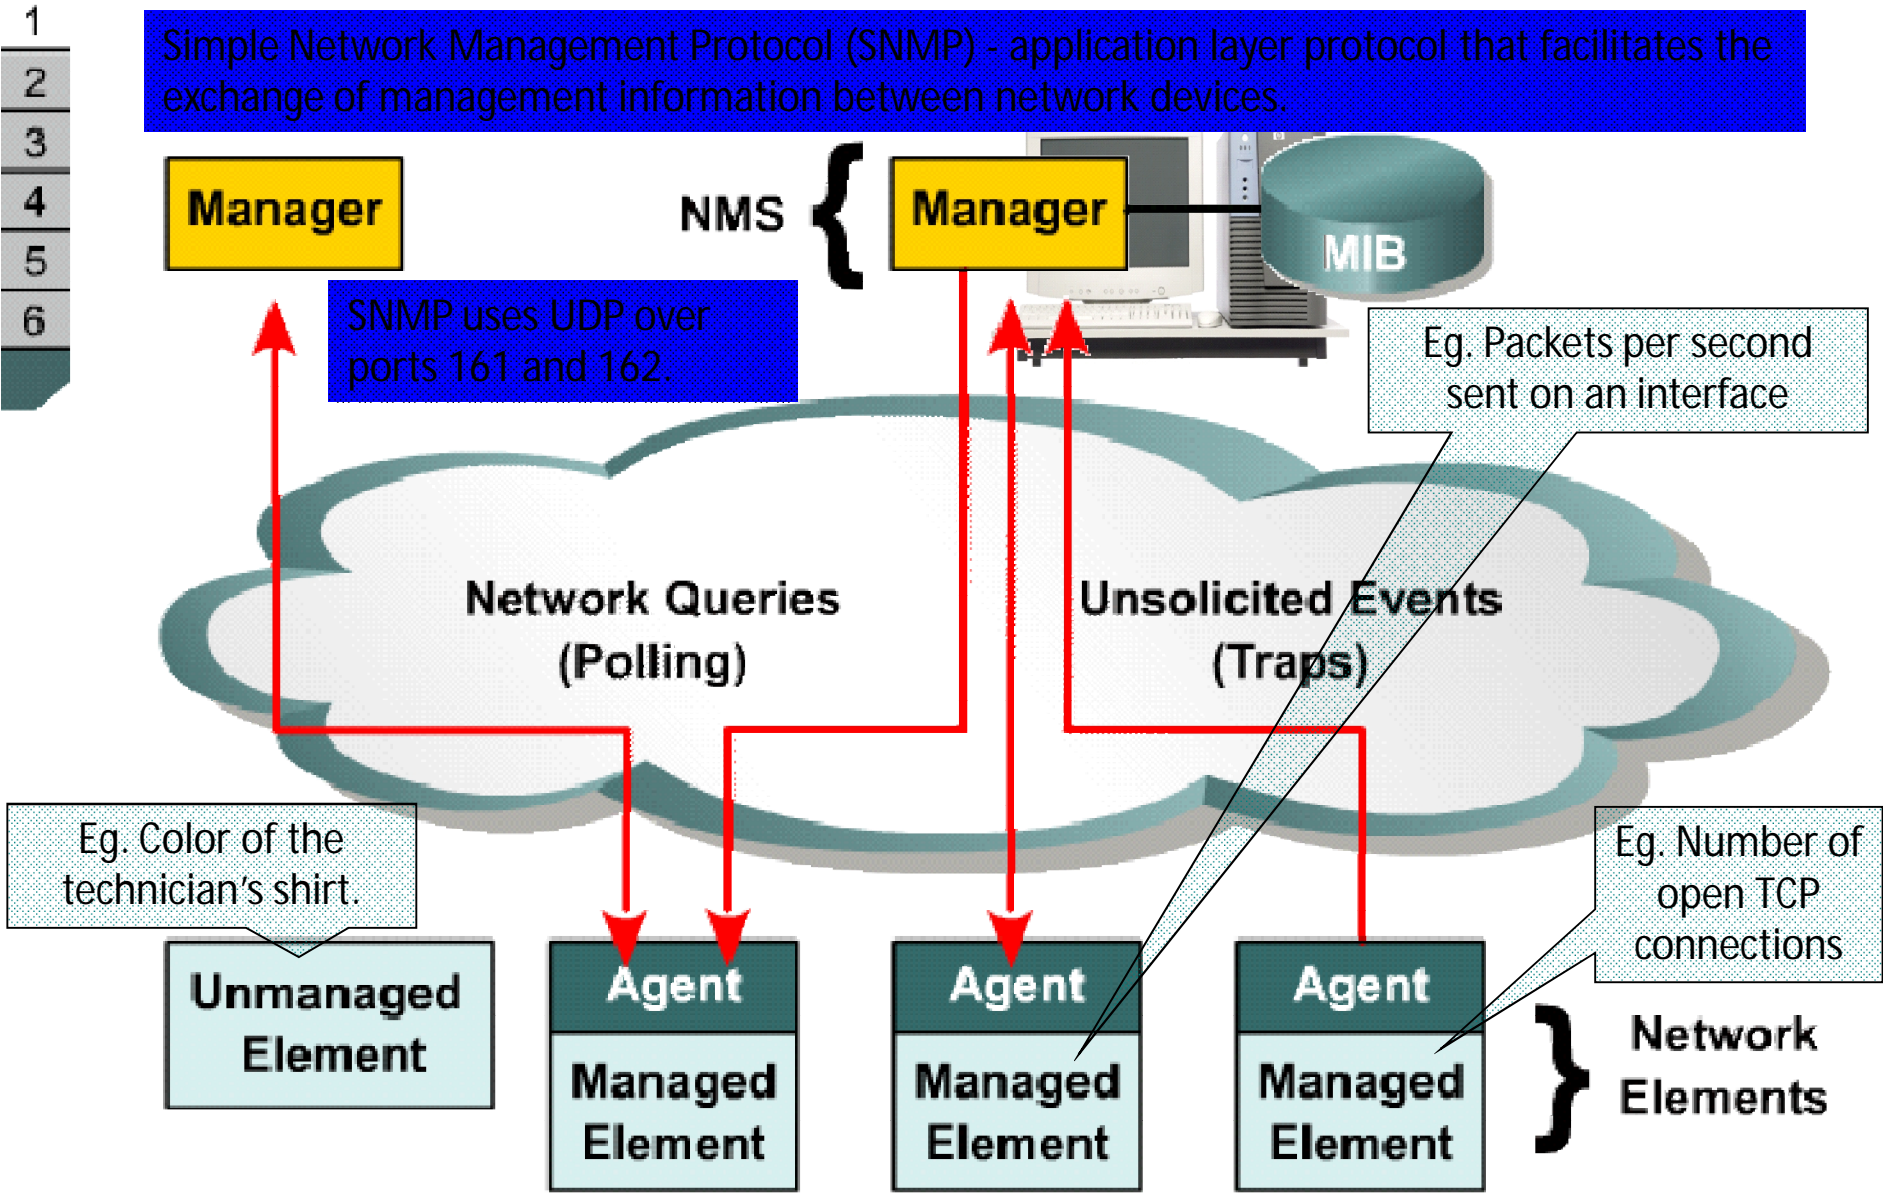 1
2
3
4
5
6
Simple Network Management Protocol (SNMP) - application layer protocol that facilitates the
exchange of management information between network devices.
Manager
NMS
Manager
MIB
SNMP uses UDP over
ports 161 and 162.
Eg. Packets per second
sent on an interface
Network Queries
(Polling)
Unsolicited Events
(Traps)
Eg. Color of the
technician's shirt.
Eg. Number of
open TCP
connections
Unmanaged
Element
Agent
Managed
Element
Agent
Managed
Element
Agent
Managed
Element
Network
Elements